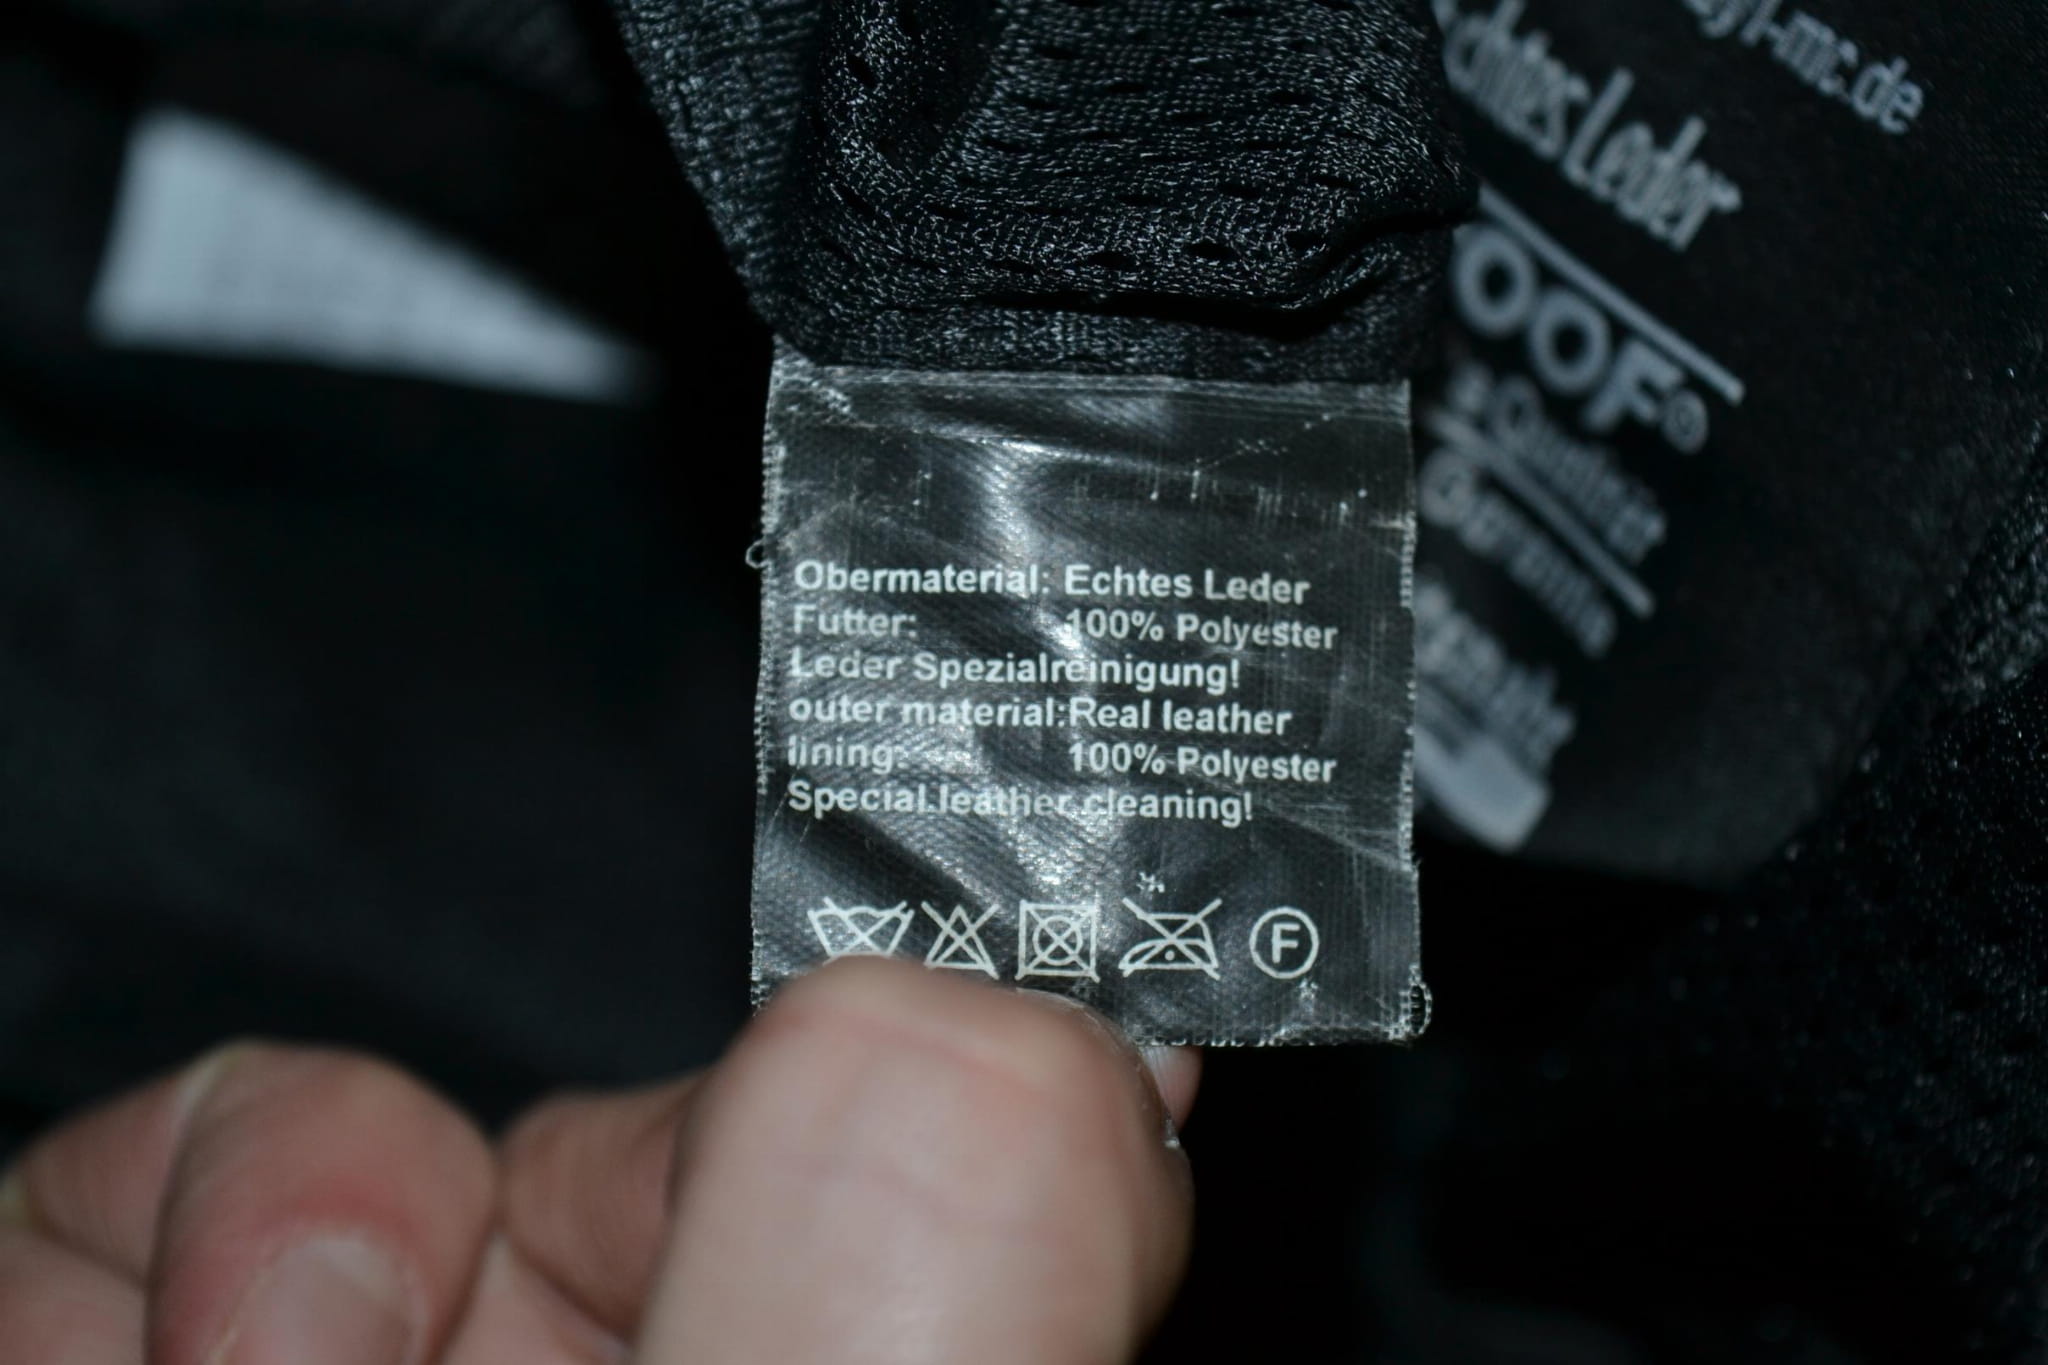 Obermaterial: Echtes Leder
Futter: 100% Polyester
Leder Spezialreinigung!
outer material:Real leather
lining: 100% Polyester
Special leather cleaning!
F
Leder
OOF®